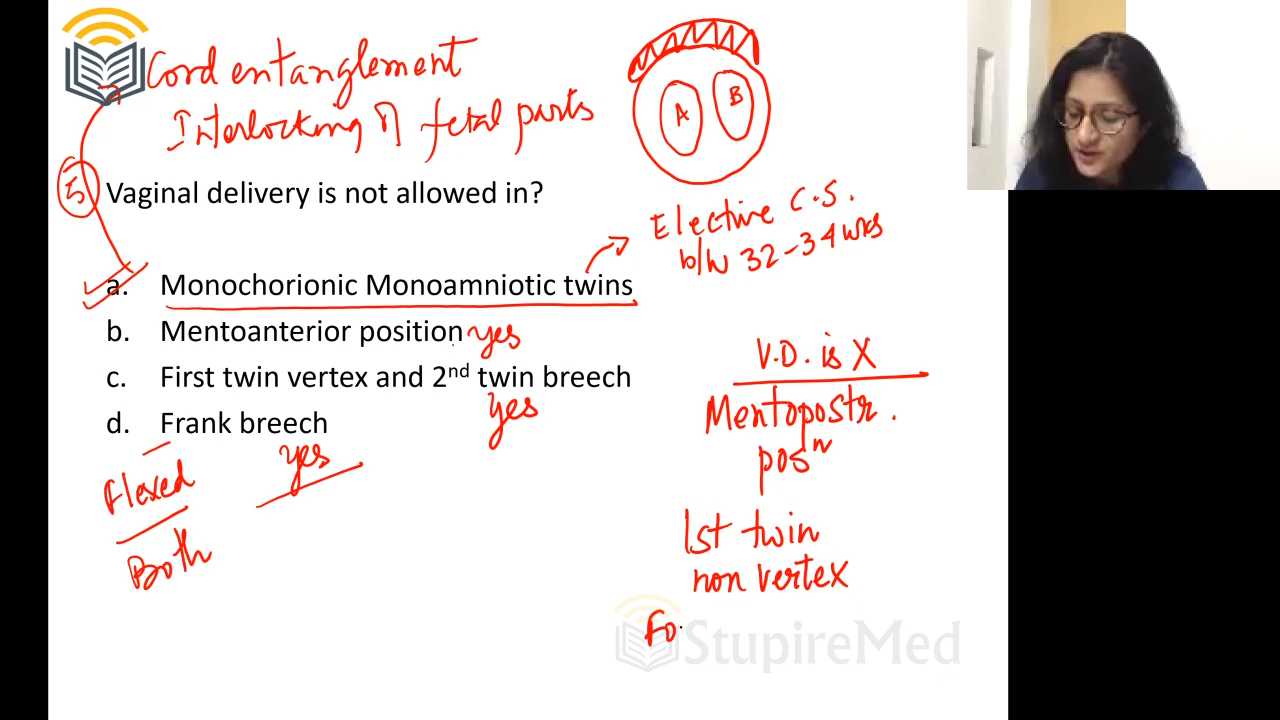 Cord entanglement
Interlocking of fetal parts
A
B
5
Vaginal delivery is not allowed in?
Elective C.S.
b/w 32-34 wks
a. Monochorionic Monoamniotic twins
b. Mentoanterior position yes
c. First twin vertex and 2nd twin breech
yes
d. Frank breech
yes
Flexed
Both
V.D. is X
Mentopostr.
posn
1st twin
non vertex
Fo
StupireMed